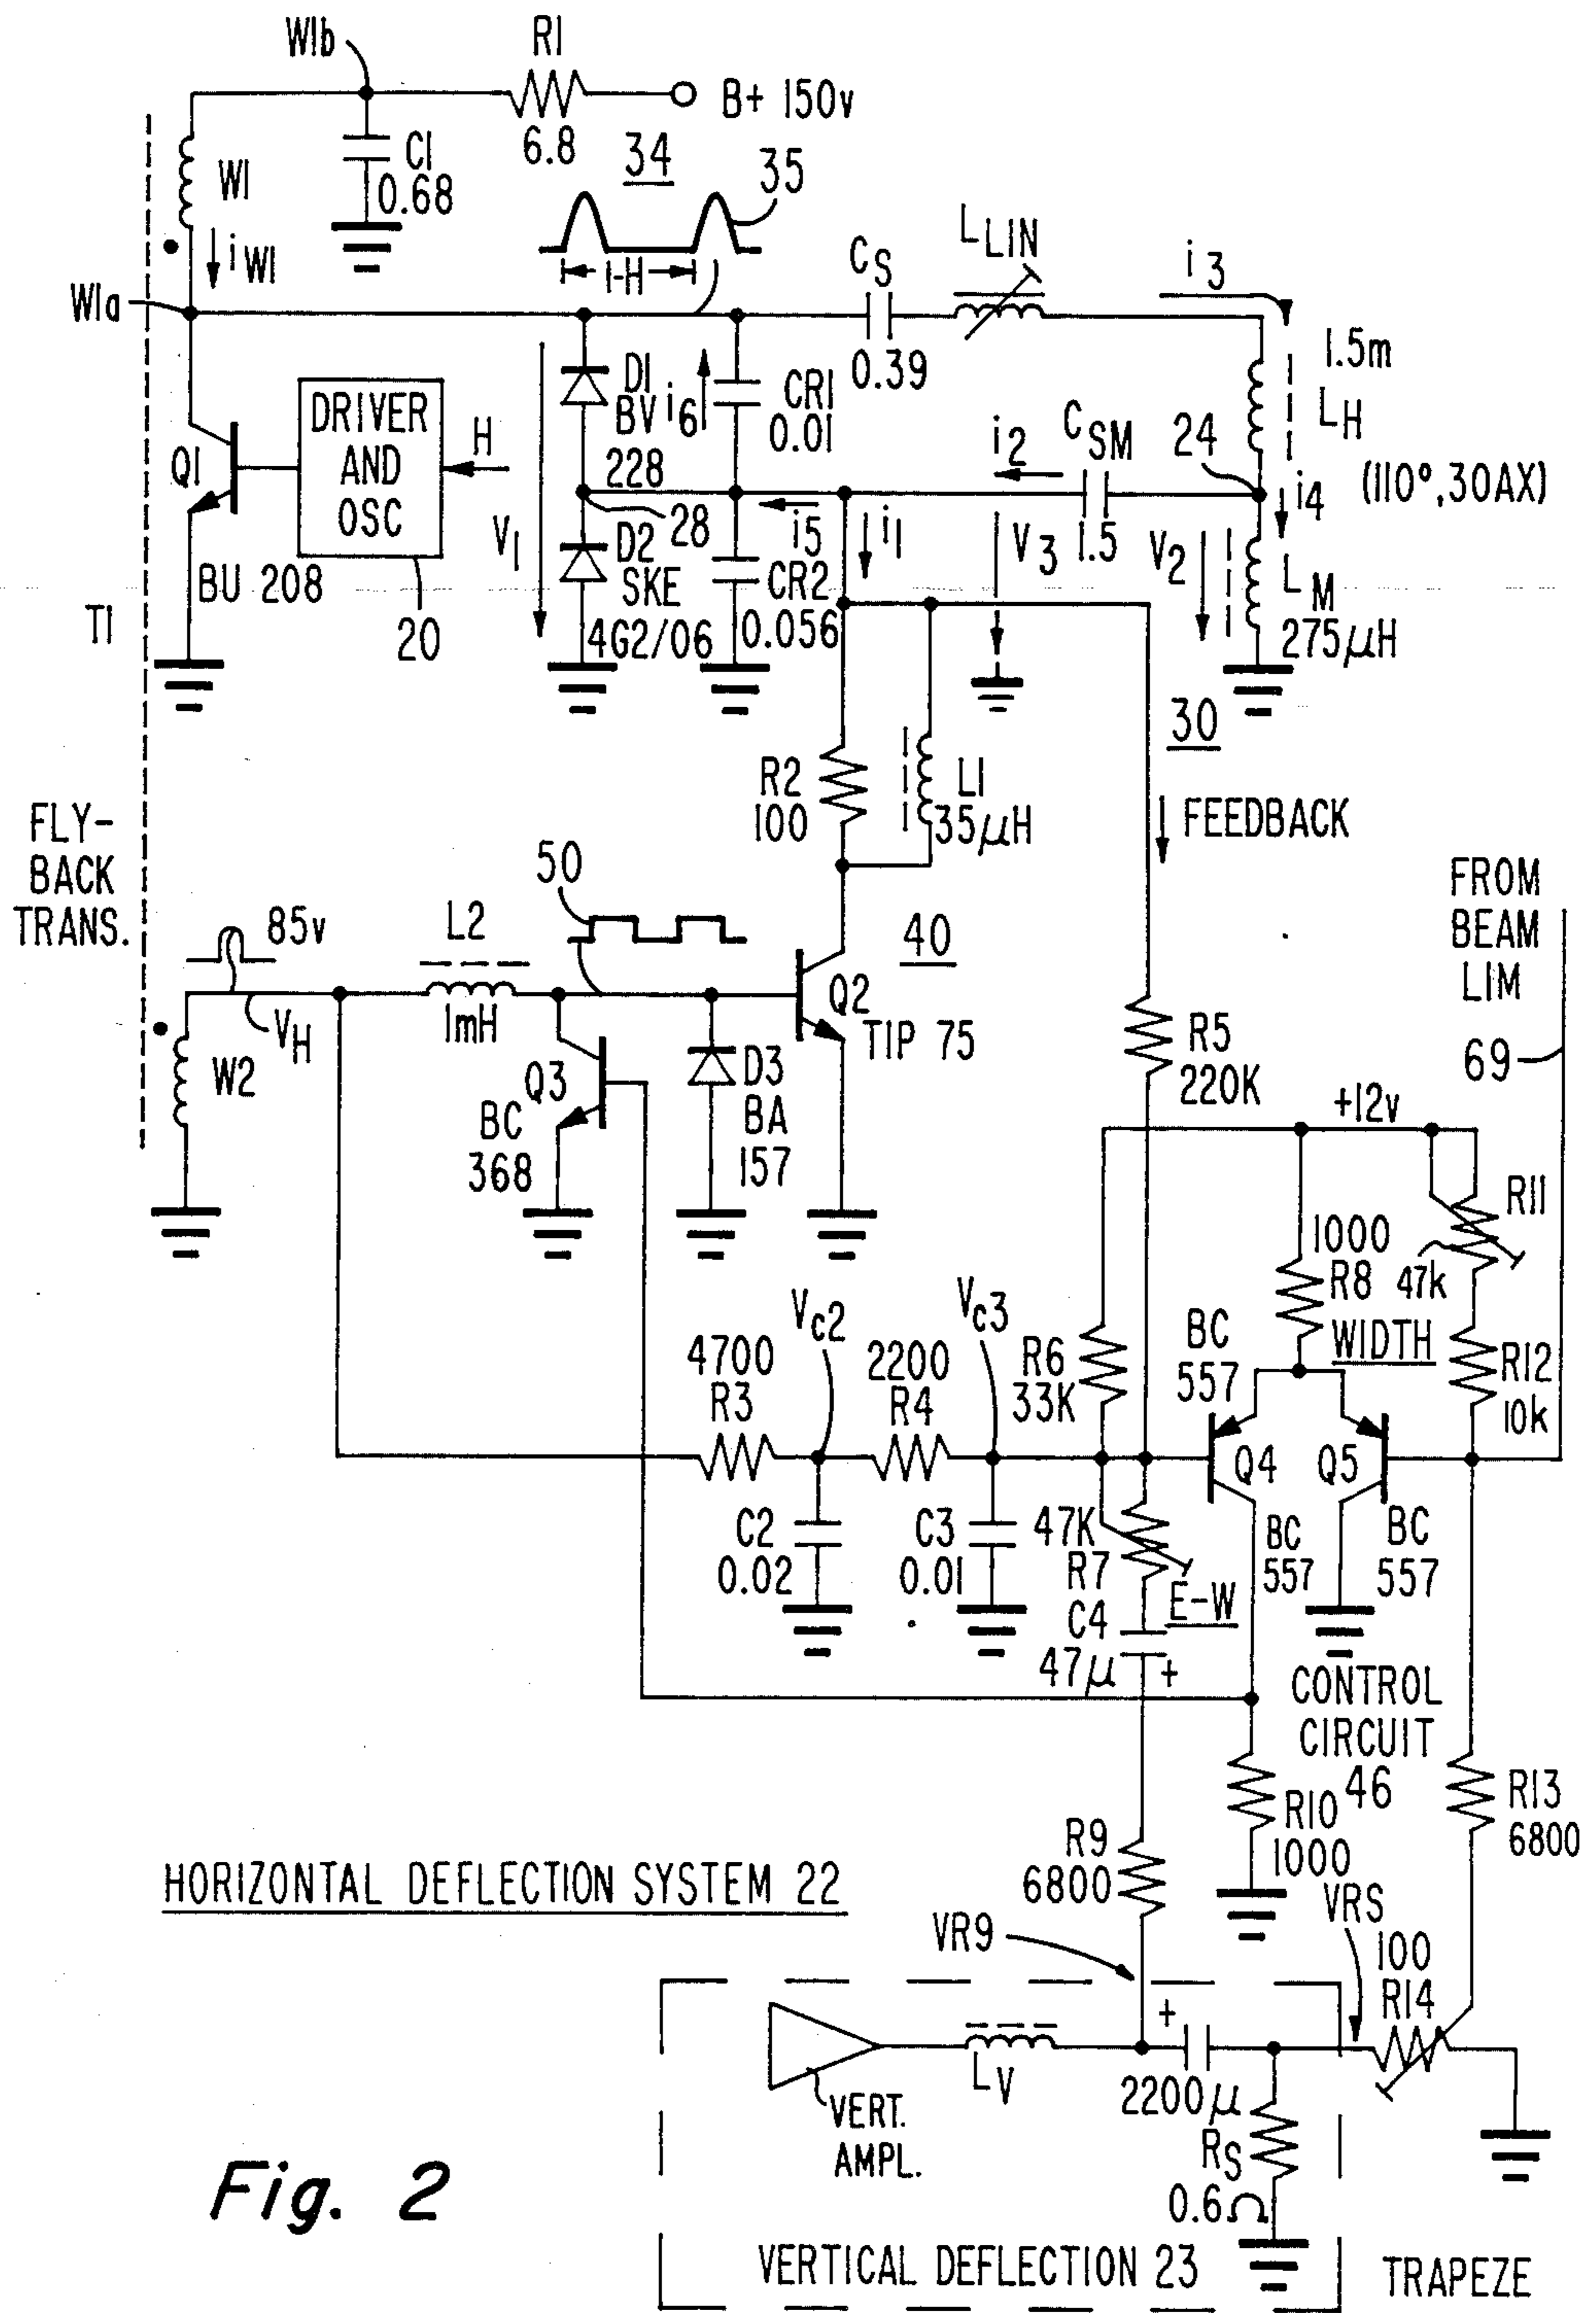 W1b
R1
B+ 150v
6.8
34
35
W1
C1
0.68
iW1
I-H
W1a
CS
0.39
LLIN
i3
1.5m
LH
(110°, 30AX)
D1
BV
228
i6
CR1
0.01
i2
CSM
1.5
24
i4
Q1
BU 208
DRIVER
AND
OSC
H
20
V1
28
D2
SKE
4G2/06
i5
CR2
0.056
i1
V3
V2
LM
275µH
T1
FLY-
BACK
TRANS.
30
R2
100
L1
35µH
FEEDBACK
50
40
85v
VH
W2
L2
1mH
Q3
BC
368
D3
BA
157
Q2
TIP 75
R5
220K
FROM
BEAM
LIM
69
+12v
R11
47k
1000
R8
WIDTH
R12
10k
4700
R3
Vc2
2200
R4
Vc3
R6
33K
BC
557
Q4
Q5
BC
557
BC
557
C2
0.02
C3
0.01
47K
R7
E-W
C4
47µ
+
CONTROL
CIRCUIT
46
R10
1000
R13
6800
R9
6800
HORIZONTAL DEFLECTION SYSTEM 22
VR9
VRS
100
R14
+
LV
2200µ
VERT.
AMPL.
RS
0.6Ω
VERTICAL DEFLECTION 23
TRAPEZE
Fig. 2